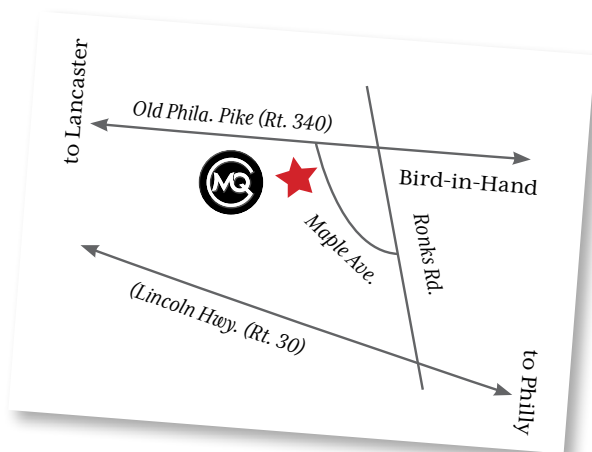 to Lancaster
Old Phila. Pike (Rt. 340)
Bird-in-Hand
MQ
Maple Ave.
Ronks Rd.
(Lincoln Hwy. (Rt. 30)
to Philly